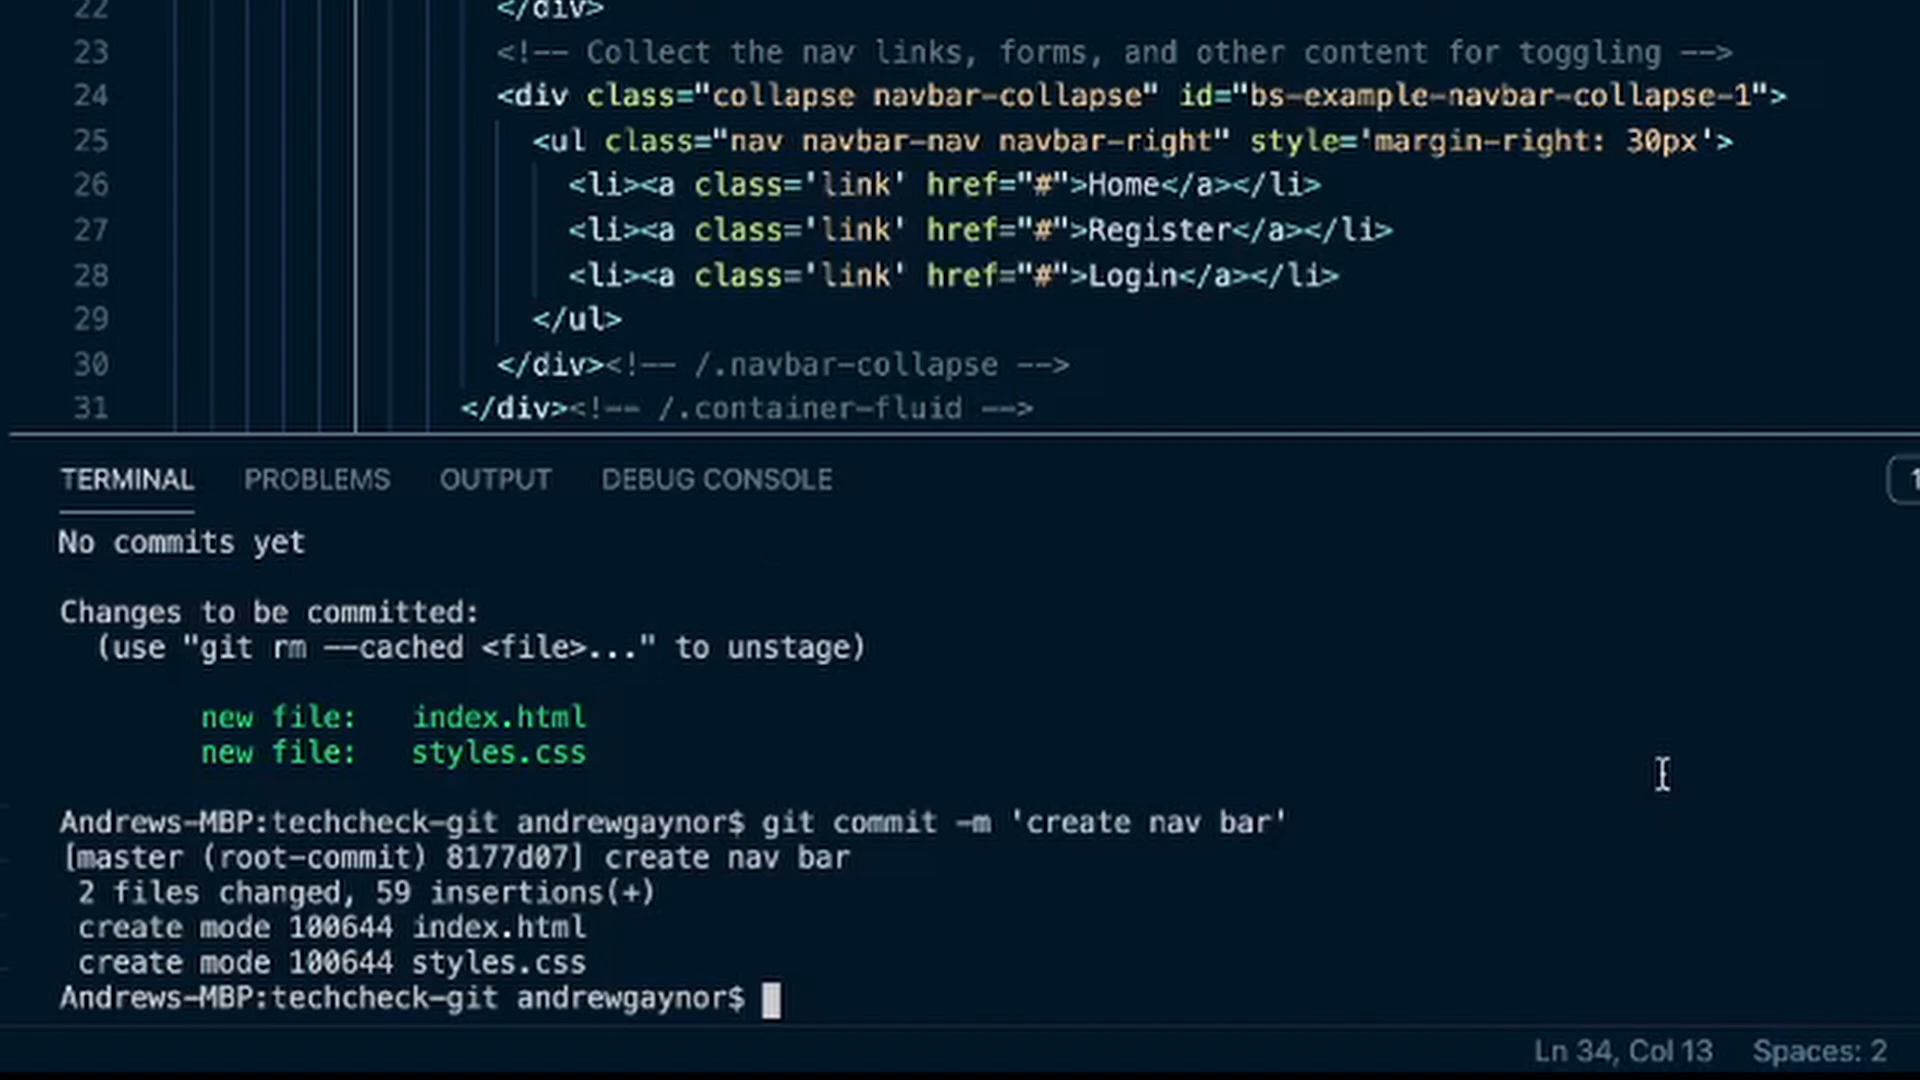 22 </div>
23 <!-- Collect the nav links, forms, and other content for toggling -->
24 <div class="collapse navbar-collapse" id="bs-example-navbar-collapse-1">
25 <ul class="nav navbar-nav navbar-right" style='margin-right: 30px'>
26 <li><a class='link' href="#">Home</a></li>
27 <li><a class='link' href="#">Register</a></li>
28 <li><a class='link' href="#">Login</a></li>
29 </ul>
30 </div><!-- /.navbar-collapse -->
31 </div><!-- /.container-fluid -->
TERMINAL PROBLEMS OUTPUT DEBUG CONSOLE
No commits yet
Changes to be committed:
(use "git rm --cached <file>..." to unstage)
new file: index.html
new file: styles.css
Andrews-MBP:techcheck-git andrewgaynor$ git commit -m 'create nav bar'
[master (root-commit) 8177d07] create nav bar
2 files changed, 59 insertions(+)
create mode 100644 index.html
create mode 100644 styles.css
Andrews-MBP:techcheck-git andrewgaynor$
Ln 34, Col 13 Spaces: 2